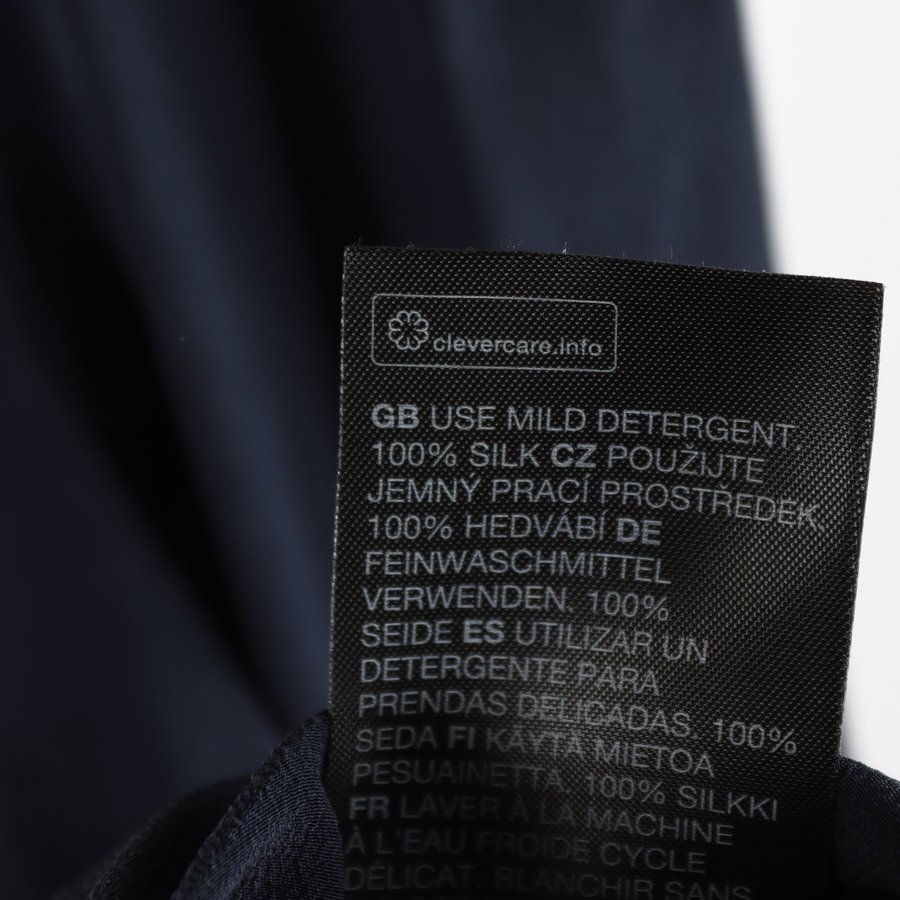 clevercare.info
GB USE MILD DETERGENT
100% SILK CZ POUŽIJTE
JEMNÝ PRACÍ PROSTŘEDEK
100% HEDVÁBÍ DE
FEINWASCHMITTEL
VERWENDEN. 100%
SEIDE ES UTILIZAR UN
DETERGENTE PARA
PRENDAS DELICADAS. 100%
SEDA FI KÄYTÄ MIETOA
PESUAINETTA. 100% SILKKI
FR LAVER À LA MACHINE
À L'EAU FROIDE CYCLE
DÉLICAT. BLANCHIR SANS